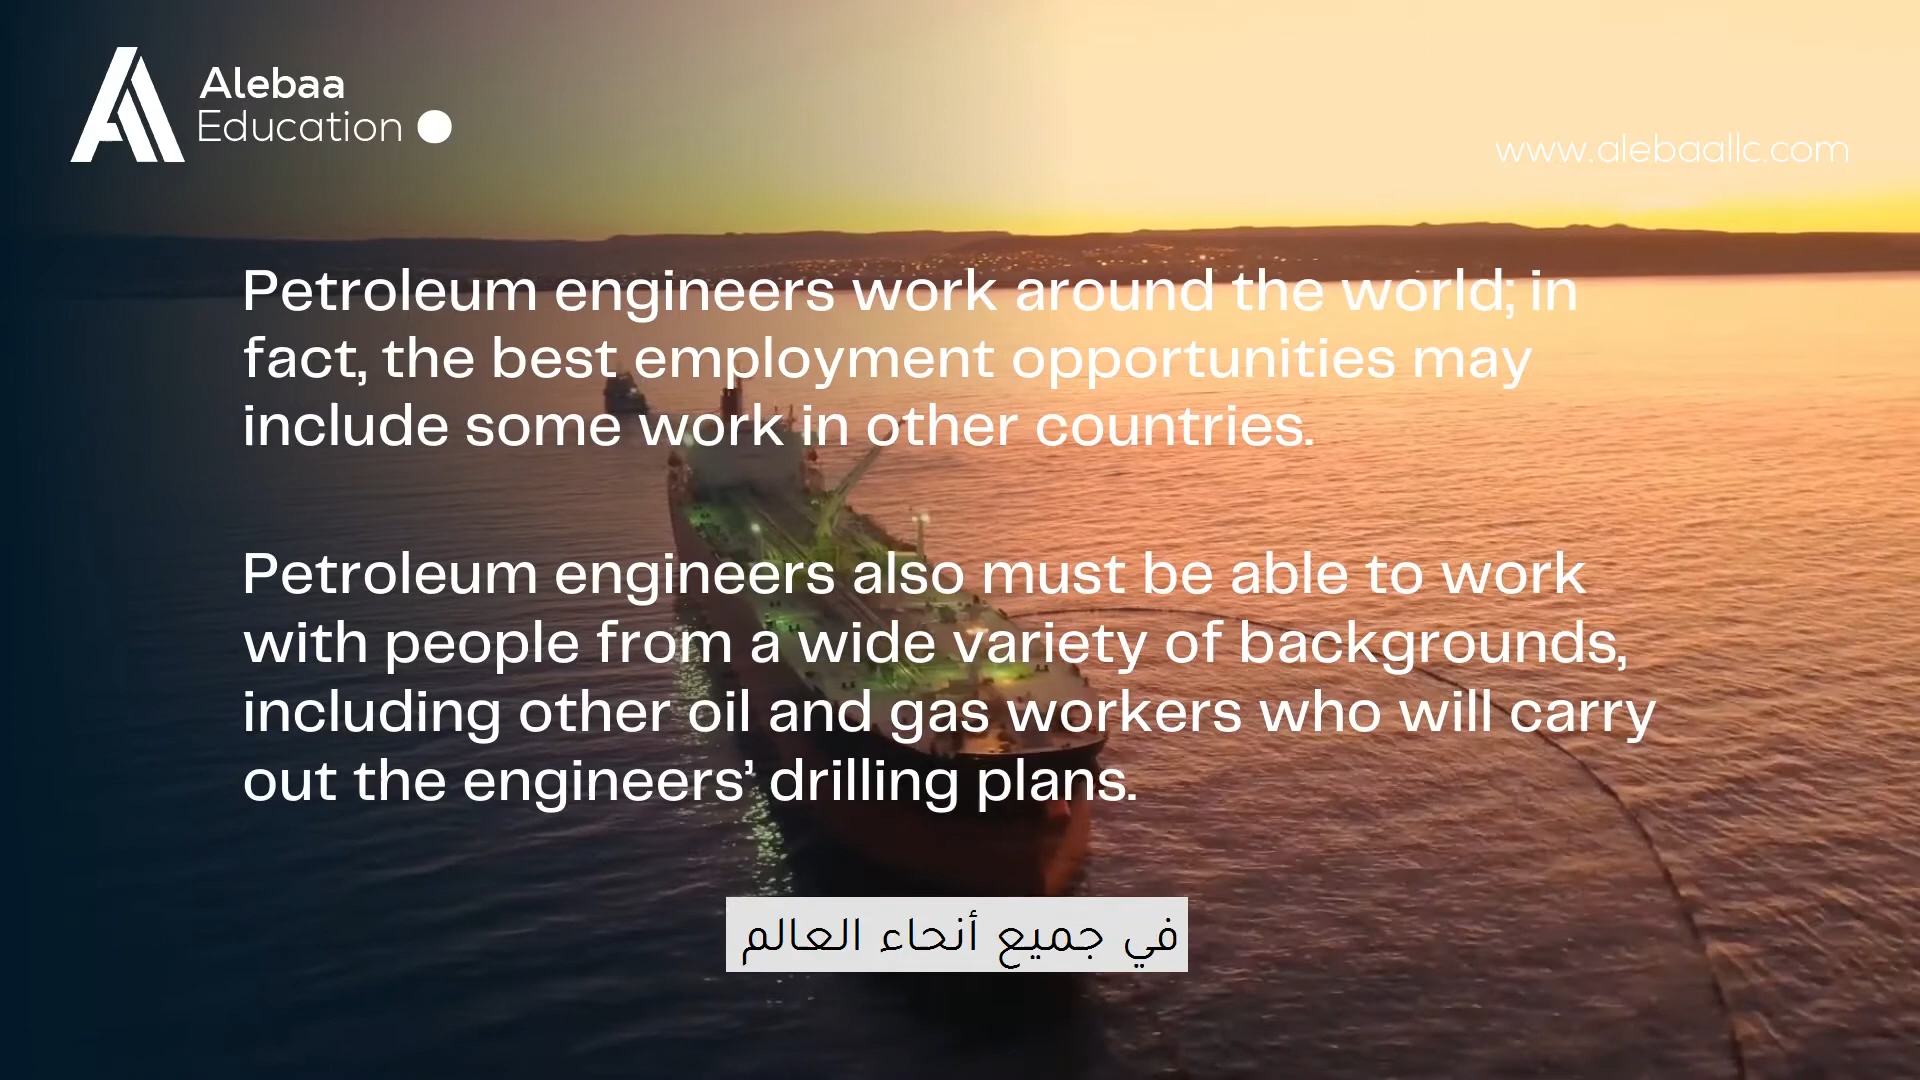 Alebaa
Education
www.alebaallc.com
Petroleum engineers work around the world; in
fact, the best employment opportunities may
include some work in other countries.
Petroleum engineers also must be able to work
with people from a wide variety of backgrounds,
including other oil and gas workers who will carry
out the engineers’ drilling plans.
في جميع أنحاء العالم